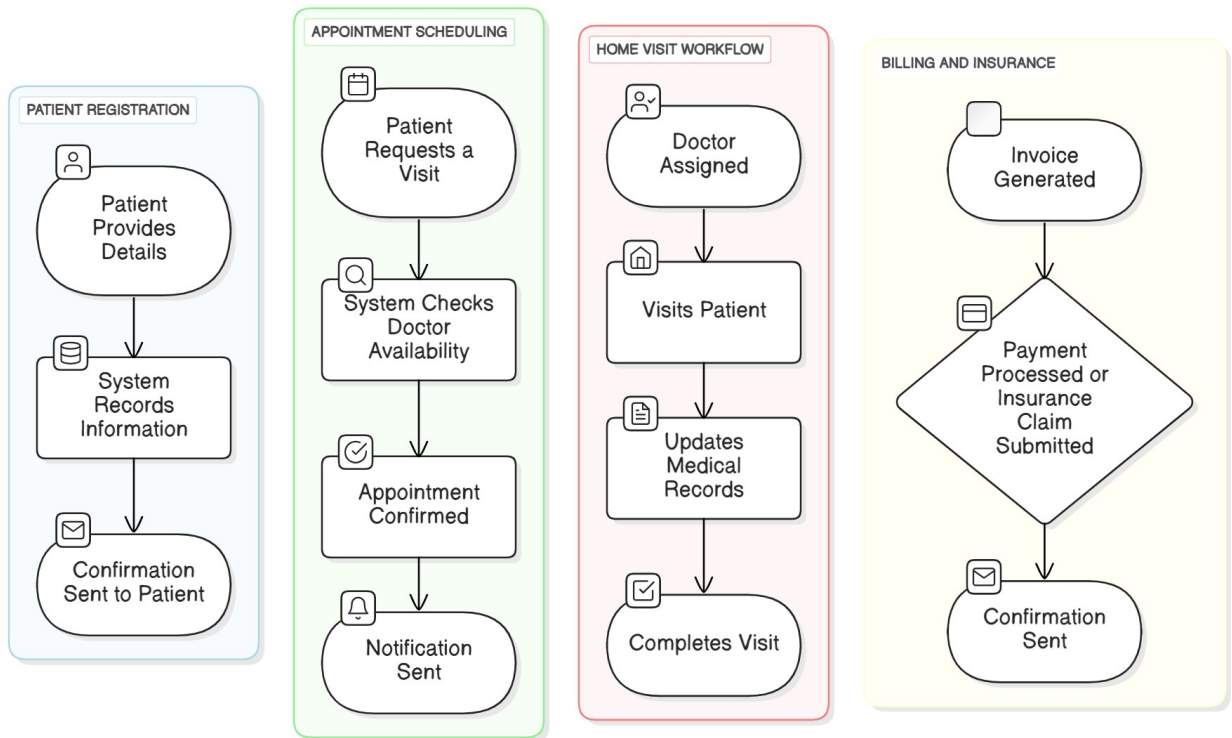 PATIENT REGISTRATION
Patient
Provides
Details
System
Records
Information
Confirmation
Sent to Patient
APPOINTMENT SCHEDULING
Patient
Requests a
Visit
System Checks
Doctor
Availability
Appointment
Confirmed
Notification
Sent
HOME VISIT WORKFLOW
Doctor
Assigned
Visits Patient
Updates
Medical
Records
Completes Visit
BILLING AND INSURANCE
Invoice
Generated
Payment
Processed or
Insurance
Claim
Submitted
Confirmation
Sent